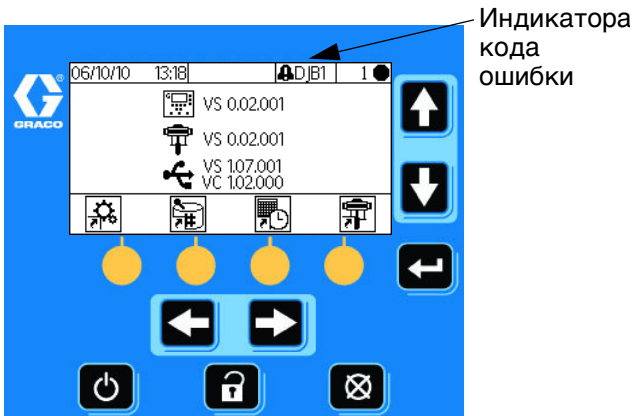 Индикатора
кода
ошибки
06/10/10 13:18 DJB1 1
GRACO
VS 0.02.001
VS 0.02.001
VS 1.07.001
VC 1.02.000